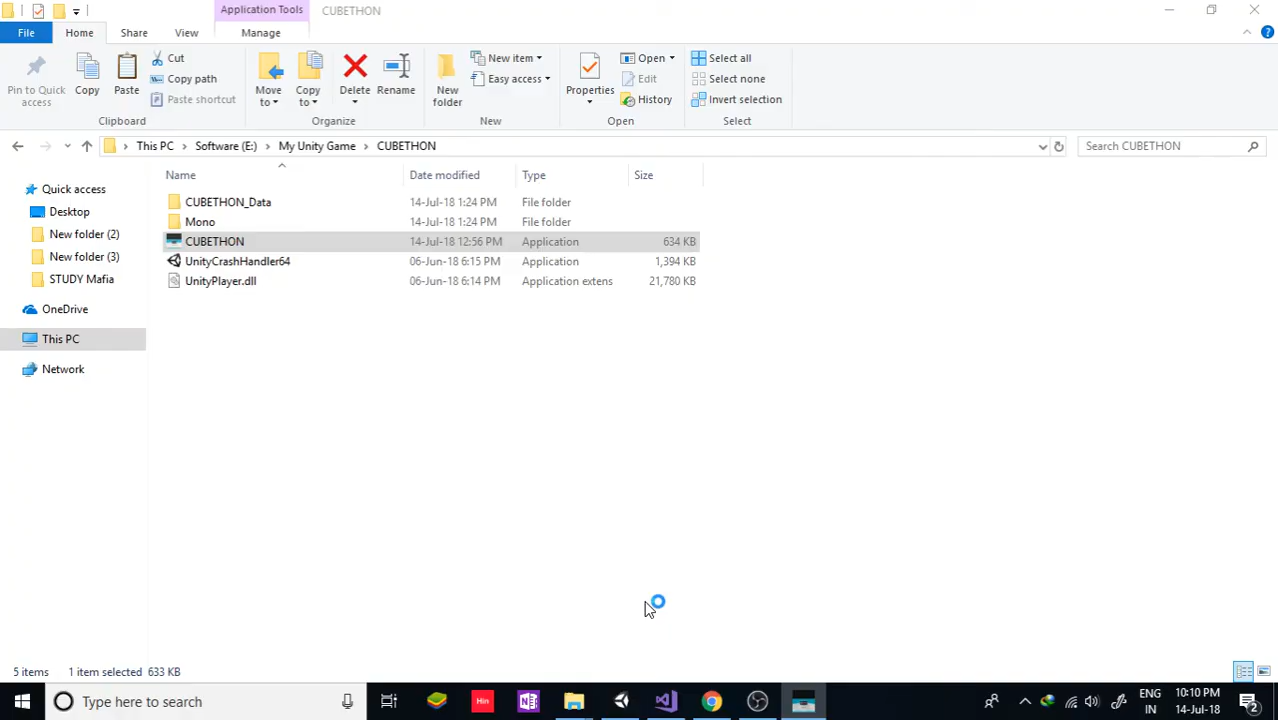 Application Tools CUBETHON
File Home Share View Manage
Pin to Quick access
Copy
Paste
Cut
Copy path
Paste shortcut
Clipboard
Move to
Copy to
Delete
Rename
Organize
New folder
New item
Easy access
New
Properties
Open
Edit
History
Open
Select all
Select none
Invert selection
Select
This PC Software (E:) My Unity Game CUBETHON
Search CUBETHON
Quick access
Desktop
New folder (2)
New folder (3)
STUDY Mafia
OneDrive
This PC
Network
Name Date modified Type Size
CUBETHON_Data 14-Jul-18 1:24 PM File folder
Mono 14-Jul-18 1:24 PM File folder
CUBETHON 14-Jul-18 12:56 PM Application 634 KB
UnityCrashHandler64 06-Jun-18 6:15 PM Application 1,394 KB
UnityPlayer.dll 06-Jun-18 6:14 PM Application extens 21,780 KB
5 items 1 item selected 633 KB
Type here to search
Hin
N
ENG
IN
10:10 PM
14-Jul-18
2